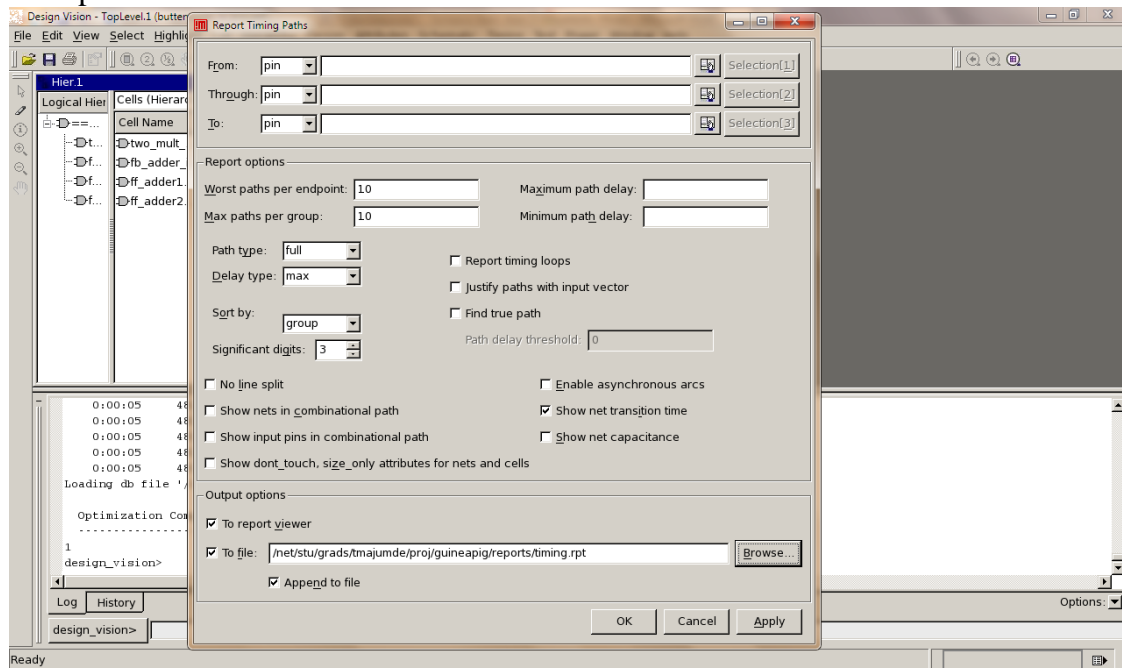 Design Vision - TopLevel.1 (butter
Report Timing Paths
File Edit View Select Highlig
From: pin Selection[1]
Through: pin Selection[2]
To: pin Selection[3]
Hier.1
Logical Hier Cells (Hierarc
Cell Name
==...
t... two_mult_
f... fb_adder_
f... ff_adder1.
f... ff_adder2.
Report options
Worst paths per endpoint: 10 Maximum path delay:
Max paths per group: 10 Minimum path delay:
Path type: full
Report timing loops
Delay type: max
Justify paths with input vector
Sort by: group
Find true path
Path delay threshold: 0
Significant digits: 3
No line split Enable asynchronous arcs
Show nets in combinational path Show net transition time
Show input pins in combinational path Show net capacitance
Show dont_touch, size_only attributes for nets and cells
0:00:05 48
0:00:05 48
0:00:05 48
0:00:05 48
0:00:05 48
Loading db file '/
Optimization Com
-----------------
1
design_vision>
Output options
To report viewer
To file: /net/stu/grads/tmajumde/proj/guineapig/reports/timing.rpt Browse...
Append to file
OK Cancel Apply
Log History Options:
design_vision>
Ready